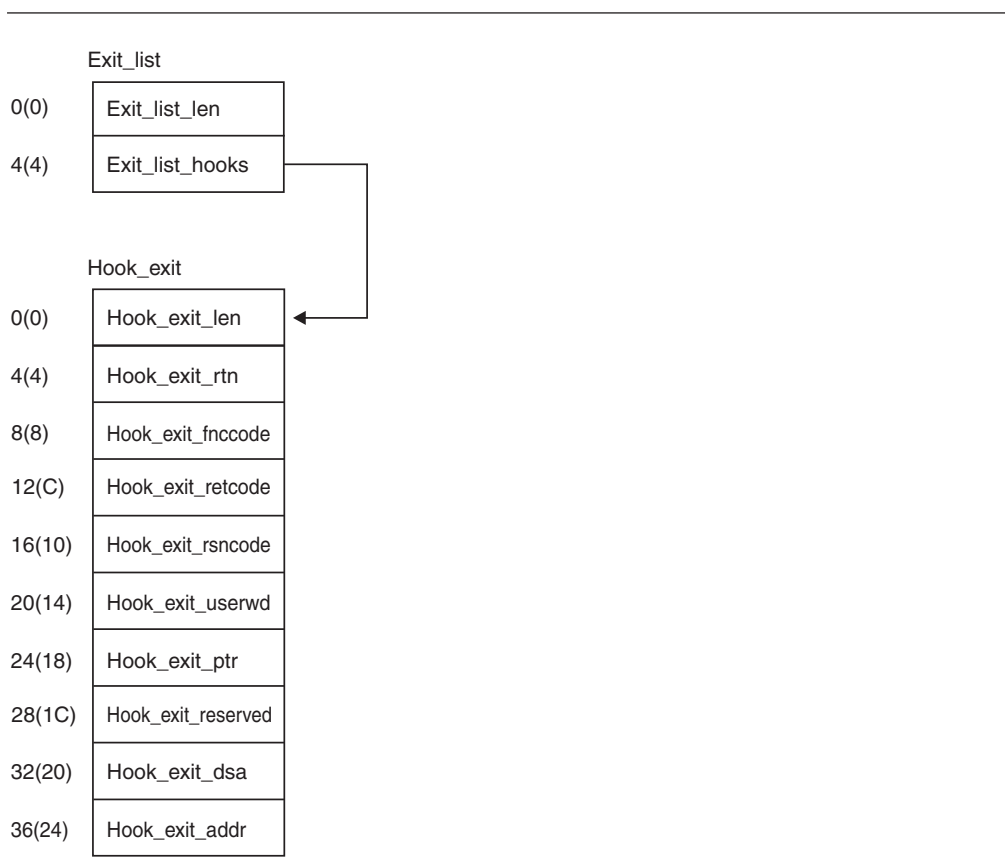 Exit_list
0(0) Exit_list_len
4(4) Exit_list_hooks
Hook_exit
0(0) Hook_exit_len
4(4) Hook_exit_rtn
8(8) Hook_exit_fnccode
12(C) Hook_exit_retcode
16(10) Hook_exit_rsncode
20(14) Hook_exit_userwd
24(18) Hook_exit_ptr
28(1C) Hook_exit_reserved
32(20) Hook_exit_dsa
36(24) Hook_exit_addr